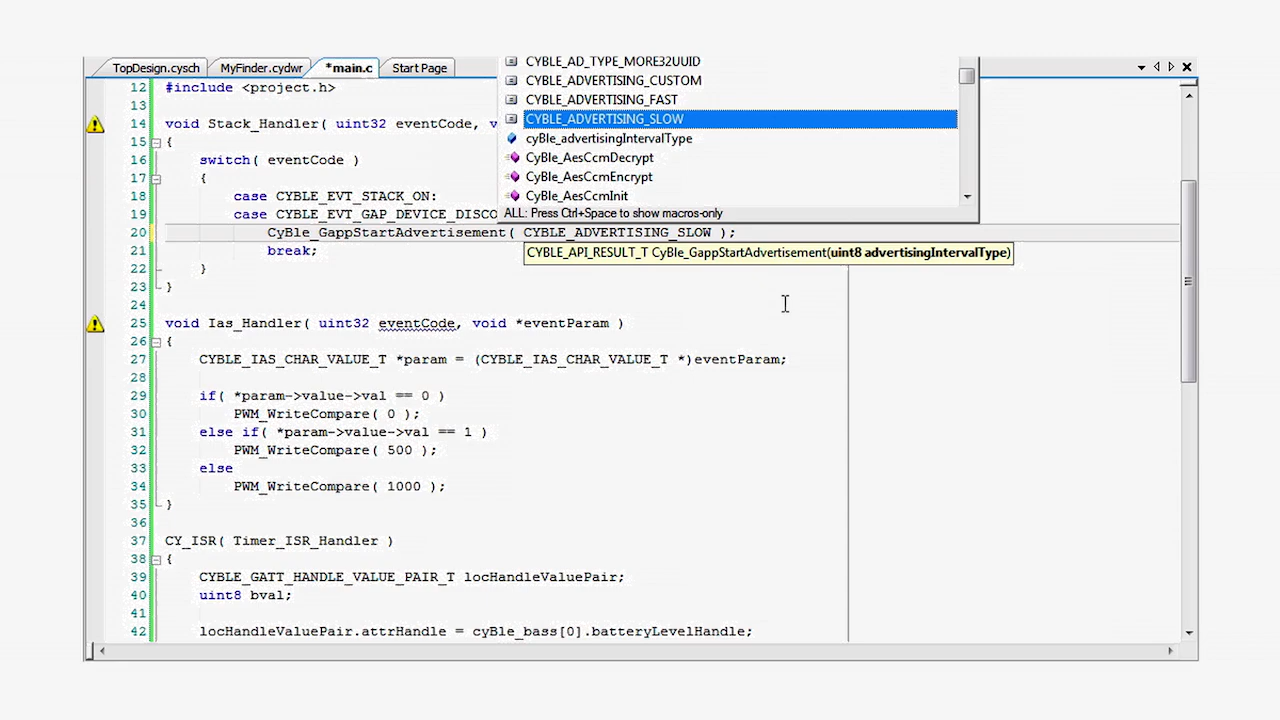 TopDesign.cysch MyFinder.cydwr *main.c Start Page
CYBLE_AD_TYPE_MORE32UUID
CYBLE_ADVERTISING_CUSTOM
CYBLE_ADVERTISING_FAST
CYBLE_ADVERTISING_SLOW
cyBle_advertisingIntervalType
CyBle_AesCcmDecrypt
CyBle_AesCcmEncrypt
CyBle_AesCcmInit
ALL: Press Ctrl+Space to show macros-only
12 #include <project.h>
13
14 void Stack_Handler( uint32 eventCode, v
15 {
16 switch( eventCode )
17 {
18 case CYBLE_EVT_STACK_ON:
19 case CYBLE_EVT_GAP_DEVICE_DISCO
20 CyBle_GappStartAdvertisement( CYBLE_ADVERTISING_SLOW );
CYBLE_API_RESULT_T CyBle_GappStartAdvertisement(uint8 advertisingIntervalType)
21 break;
22 }
23 }
24
25 void Ias_Handler( uint32 eventCode, void *eventParam )
26 {
27 CYBLE_IAS_CHAR_VALUE_T *param = (CYBLE_IAS_CHAR_VALUE_T *)eventParam;
28
29 if( *param->value->val == 0 )
30 PWM_WriteCompare( 0 );
31 else if( *param->value->val == 1 )
32 PWM_WriteCompare( 500 );
33 else
34 PWM_WriteCompare( 1000 );
35 }
36
37 CY_ISR( Timer_ISR_Handler )
38 {
39 CYBLE_GATT_HANDLE_VALUE_PAIR_T locHandleValuePair;
40 uint8 bval;
41
42 locHandleValuePair.attrHandle = cyBle_bass[0].batteryLevelHandle;